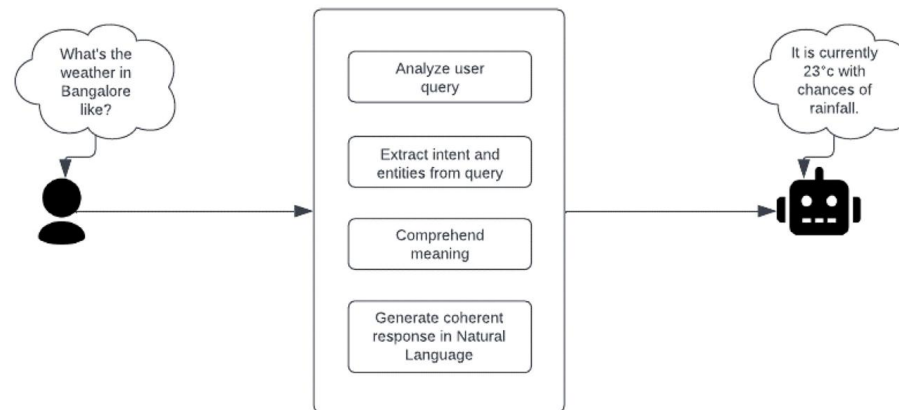 What's the
weather in
Bangalore
like?
Analyze user
query
Extract intent and
entities from query
Comprehend
meaning
Generate coherent
response in Natural
Language
It is currently
23°c with
chances of
rainfall.